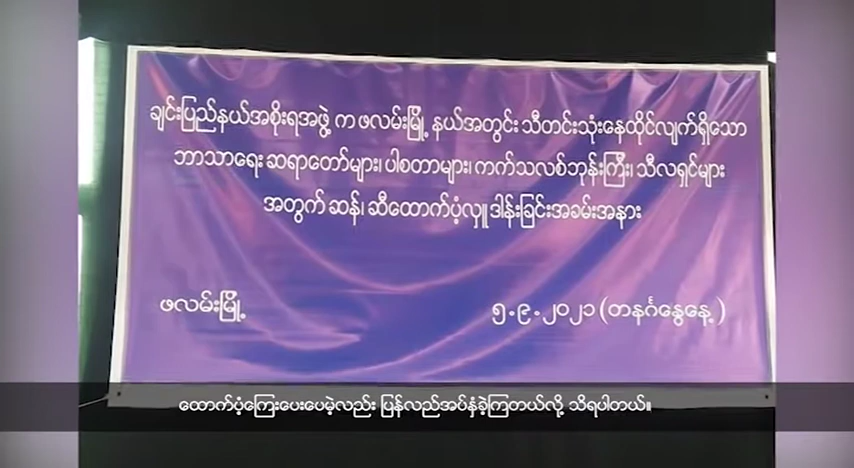 ချင်းပြည်နယ်အစိုးရအဖွဲ့ က ဖလမ်းမြို့ နယ်အတွင်း သီတင်းသုံးနေထိုင်လျက်ရှိသော
ဘာသာရေး ဆရာတော်များ၊ ပါစတာများ၊ ကက်သလစ်ဘုန်းကြီး၊ သီလရှင်များ
အတွက် ဆန်၊ ဆီထောက်ပံ့လှူဒါန်းခြင်းအခမ်းအနား
ဖလမ်းမြို့ ၅.၉.၂၀၂၁ (တနင်္ဂနွေနေ့)
ထောက်ပံ့ကြေးပေးပေမဲ့လည်း ပြန်လည်အပ်နှံခဲ့ကြတယ်လို့ သိရပါတယ်။